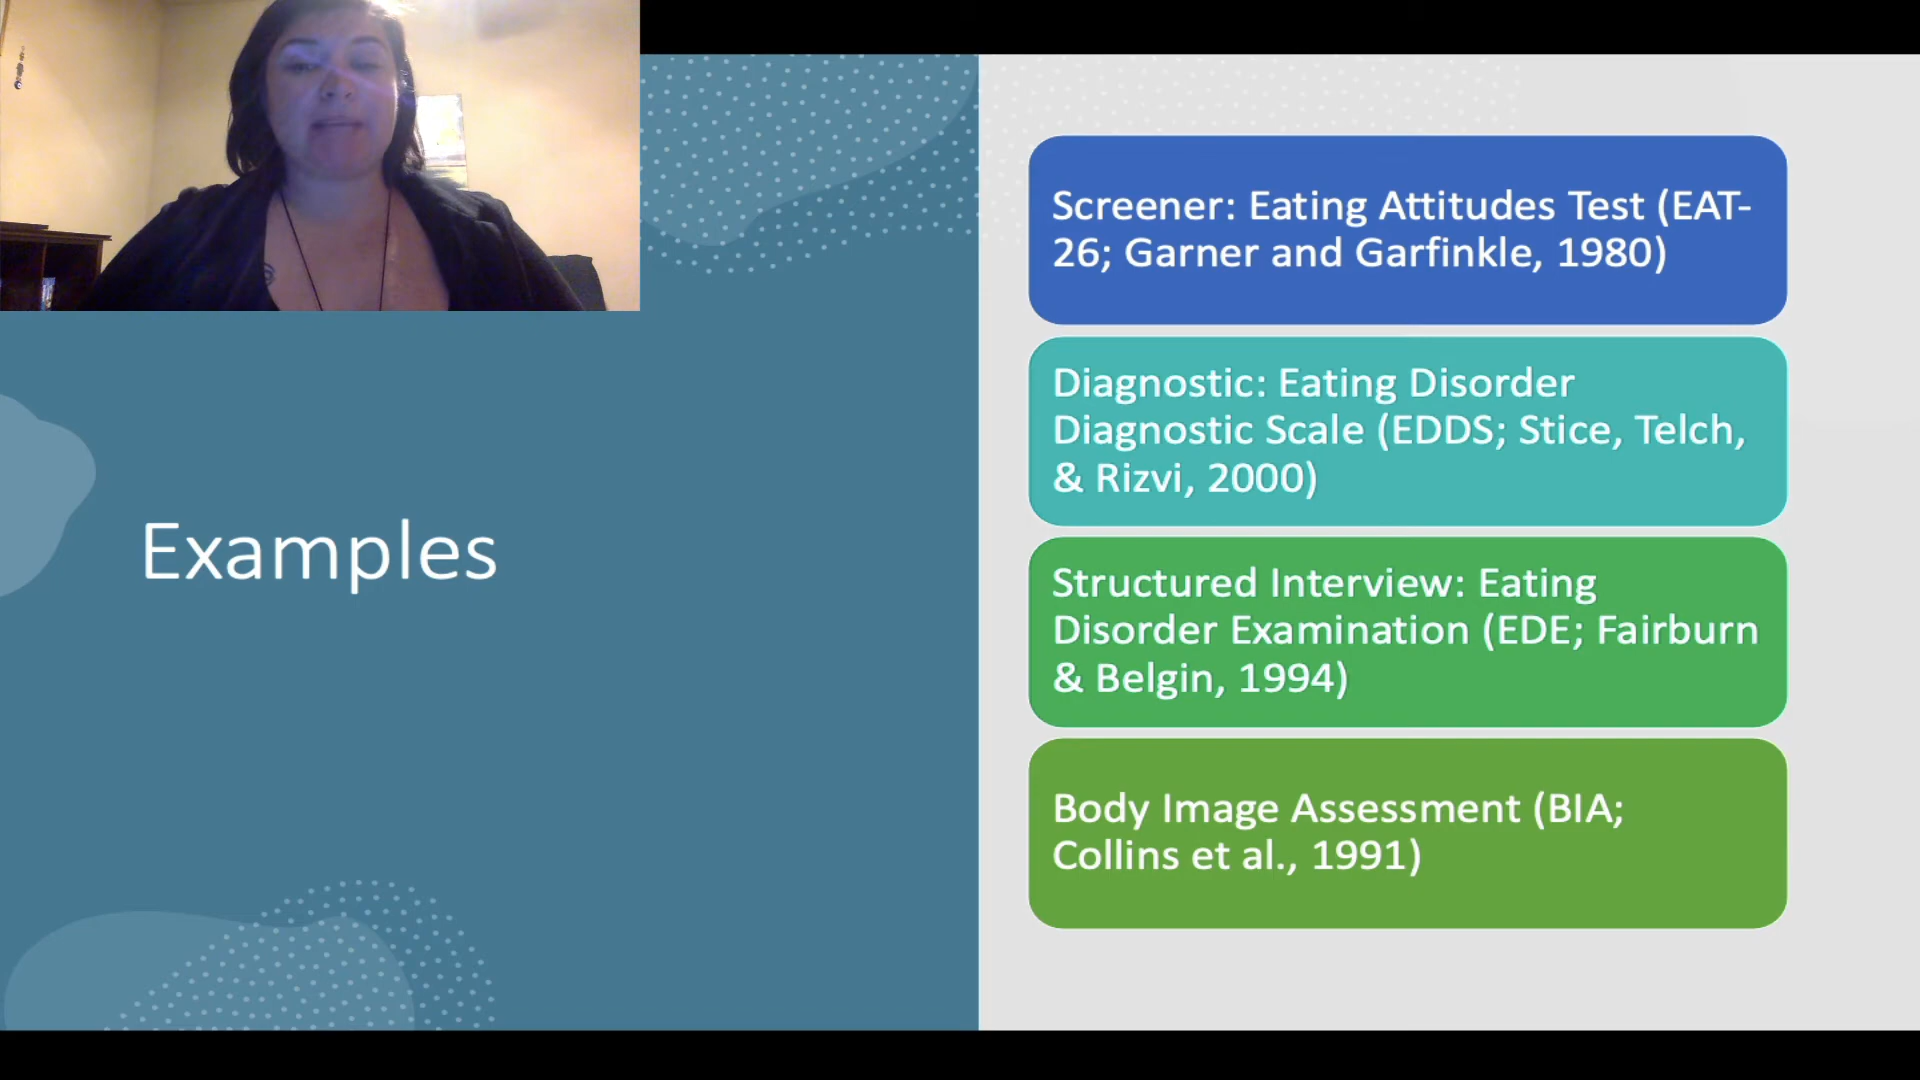 Examples
Screener: Eating Attitudes Test (EAT-
26; Garner and Garfinkle, 1980)
Diagnostic: Eating Disorder
Diagnostic Scale (EDDS; Stice, Telch,
& Rizvi, 2000)
Structured Interview: Eating
Disorder Examination (EDE; Fairburn
& Belgin, 1994)
Body Image Assessment (BIA;
Collins et al., 1991)